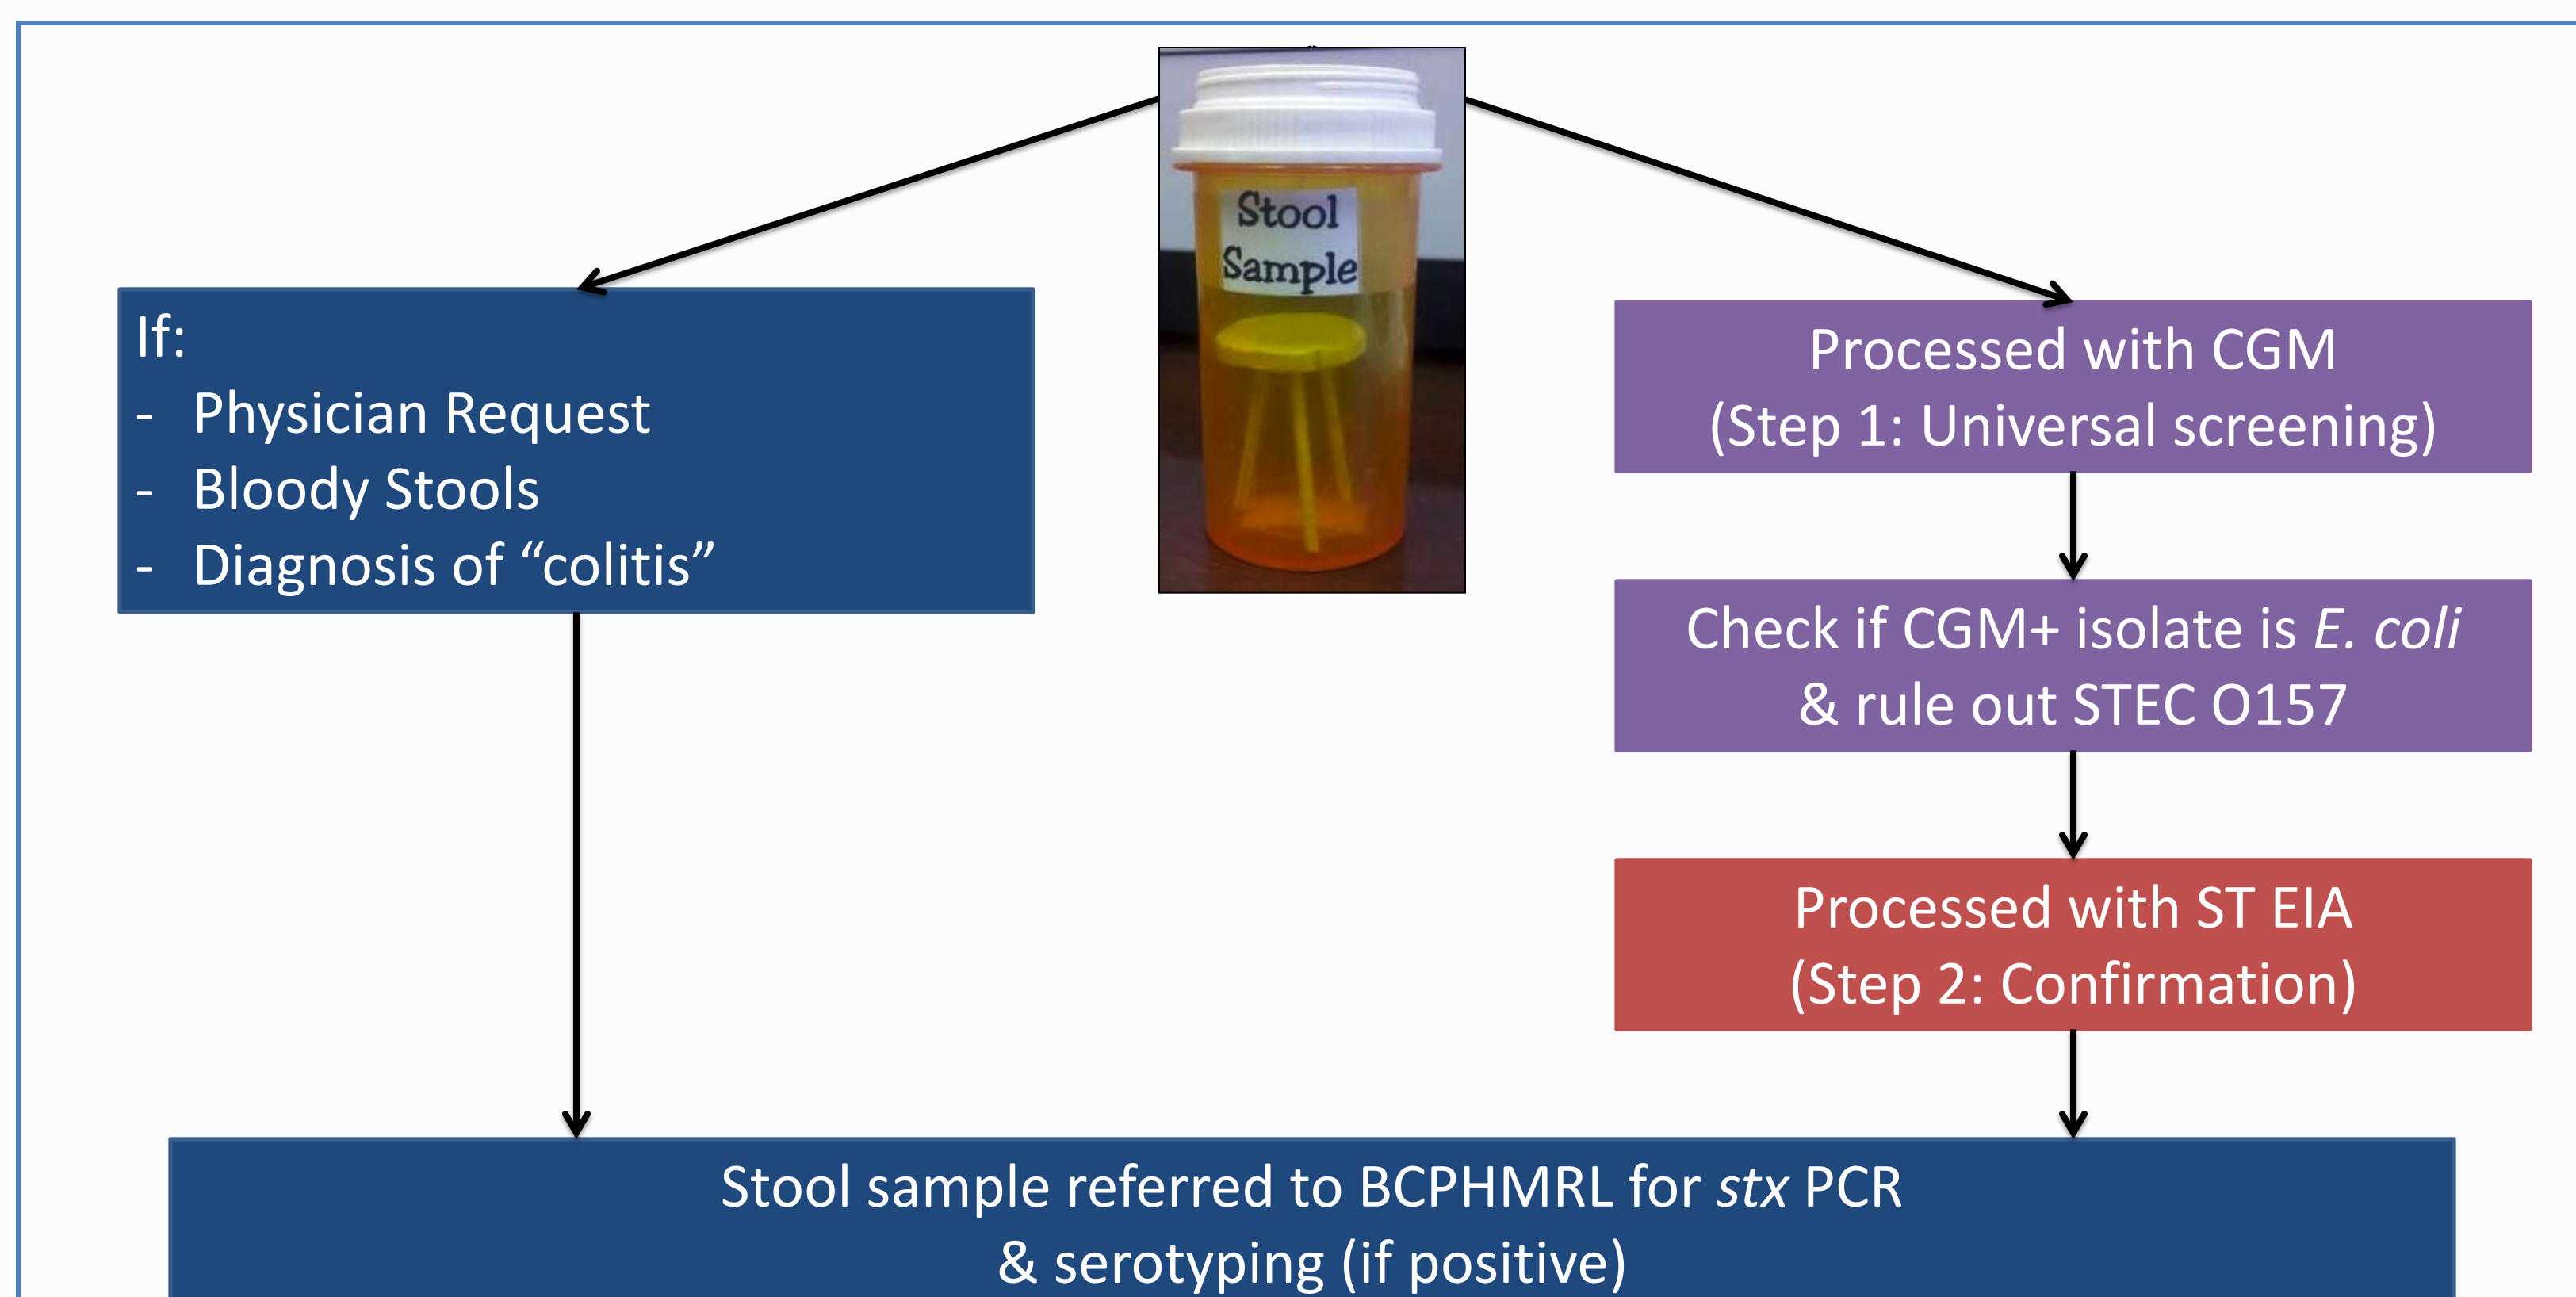 Stool
Sample
If:
- Physician Request
- Bloody Stools
- Diagnosis of “colitis”
Processed with CGM
(Step 1: Universal screening)
Check if CGM+ isolate is E. coli
& rule out STEC O157
Processed with ST EIA
(Step 2: Confirmation)
Stool sample referred to BCPHMRL for stx PCR
& serotyping (if positive)